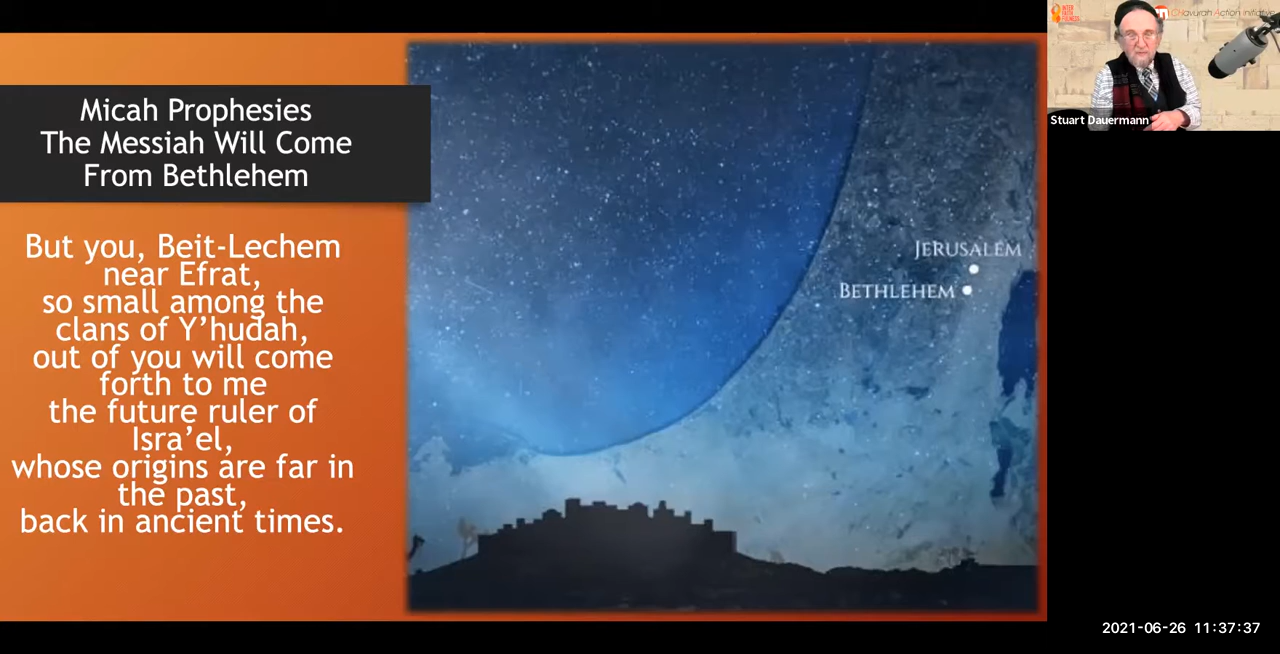 Micah Prophesies
The Messiah Will Come
From Bethlehem
But you, Beit-Lechem
near Efrat,
so small among the
clans of Y’hudah,
out of you will come
forth to me
the future ruler of
Isra’el,
whose origins are far in
the past,
back in ancient times.
JERUSALEM
BETHLEHEM
CHavurah Action Initiative
Stuart Dauermann
2021-06-26 11:37:37